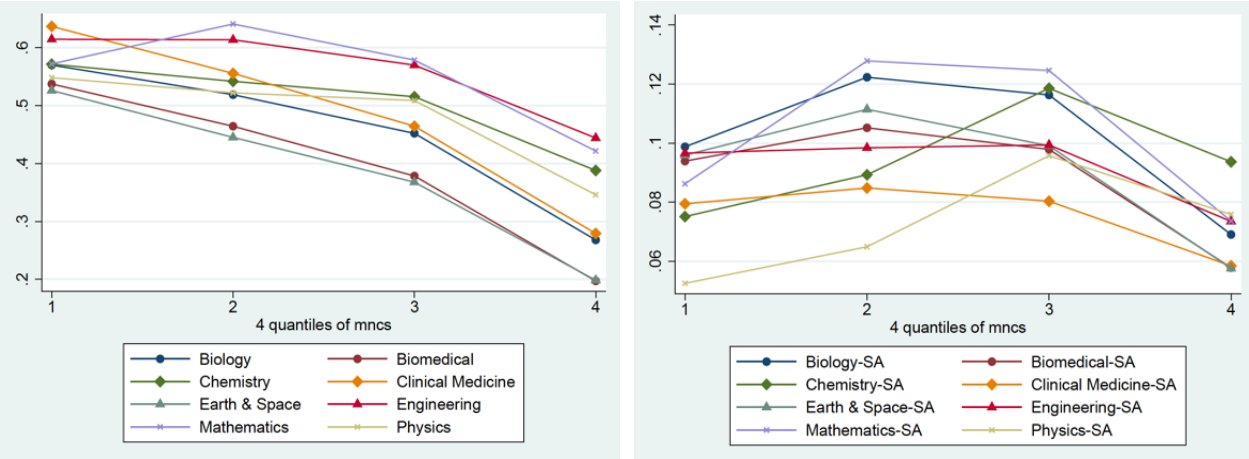 .6
.5
.4
.3
.2
1 2 3 4
4 quantiles of mncs
Biology Biomedical
Chemistry Clinical Medicine
Earth & Space Engineering
Mathematics Physics
.14
.12
.1
.08
.06
1 2 3 4
4 quantiles of mncs
Biology-SA Biomedical-SA
Chemistry-SA Clinical Medicine-SA
Earth & Space-SA Engineering-SA
Mathematics-SA Physics-SA